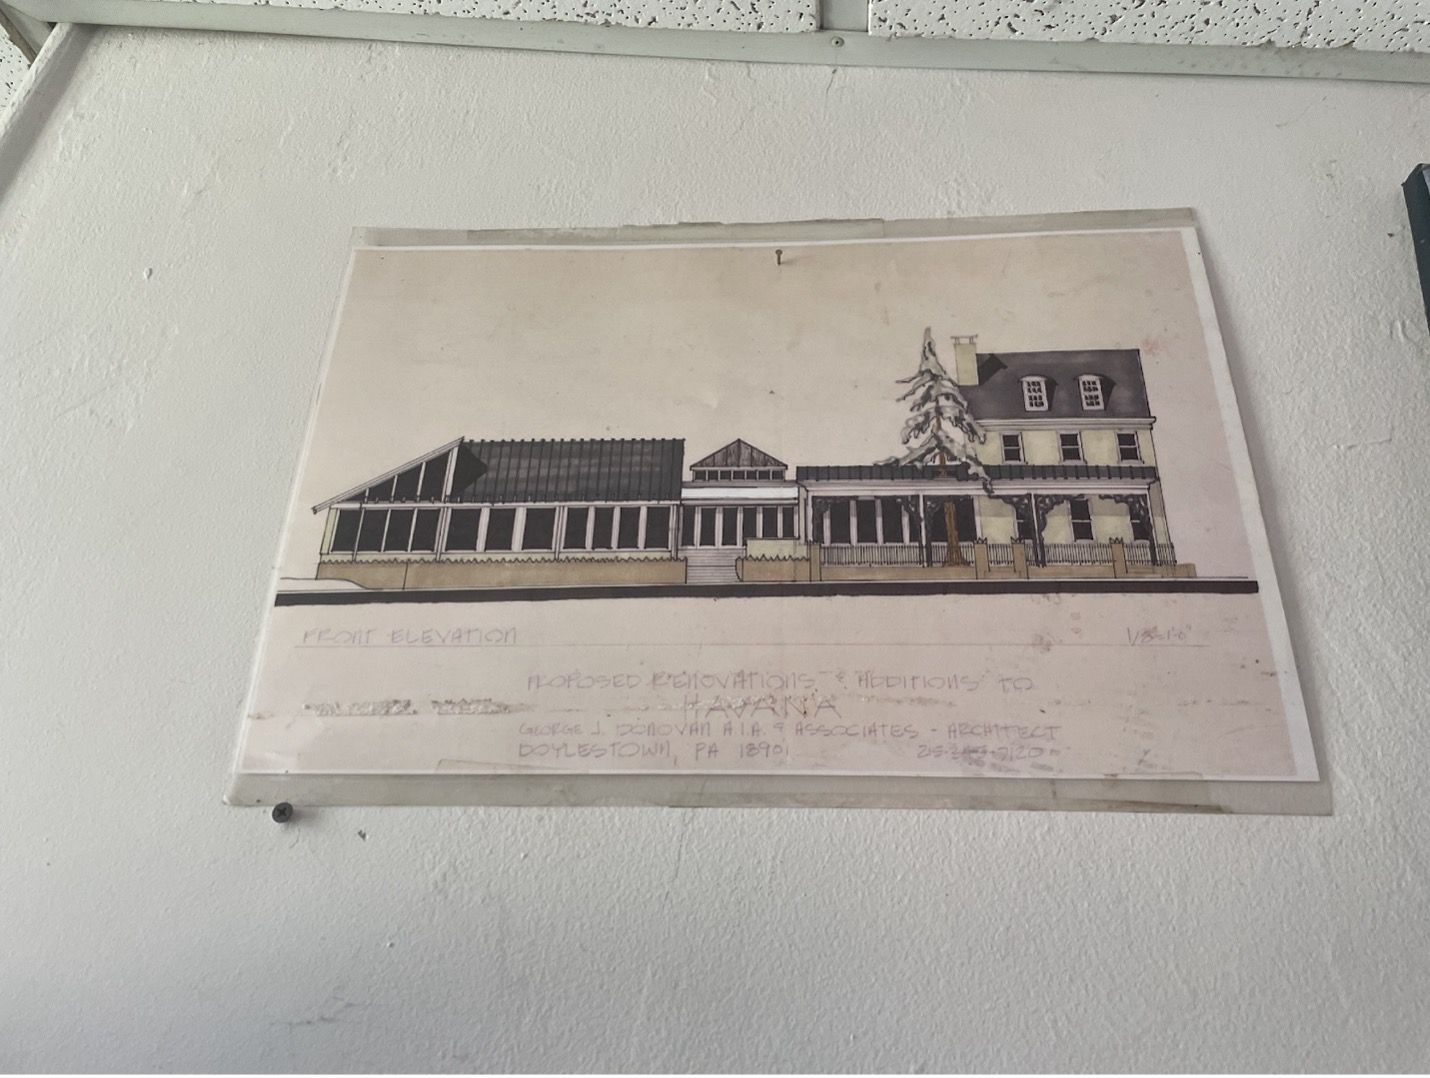 FRONT ELEVATION
1/8"=1'-0"
PROPOSED RENOVATIONS & ADDITIONS TO
HAVANA
GEORGE J. DONOVAN A.I.A. & ASSOCIATES - ARCHITECT
DOYLESTOWN, PA 18901